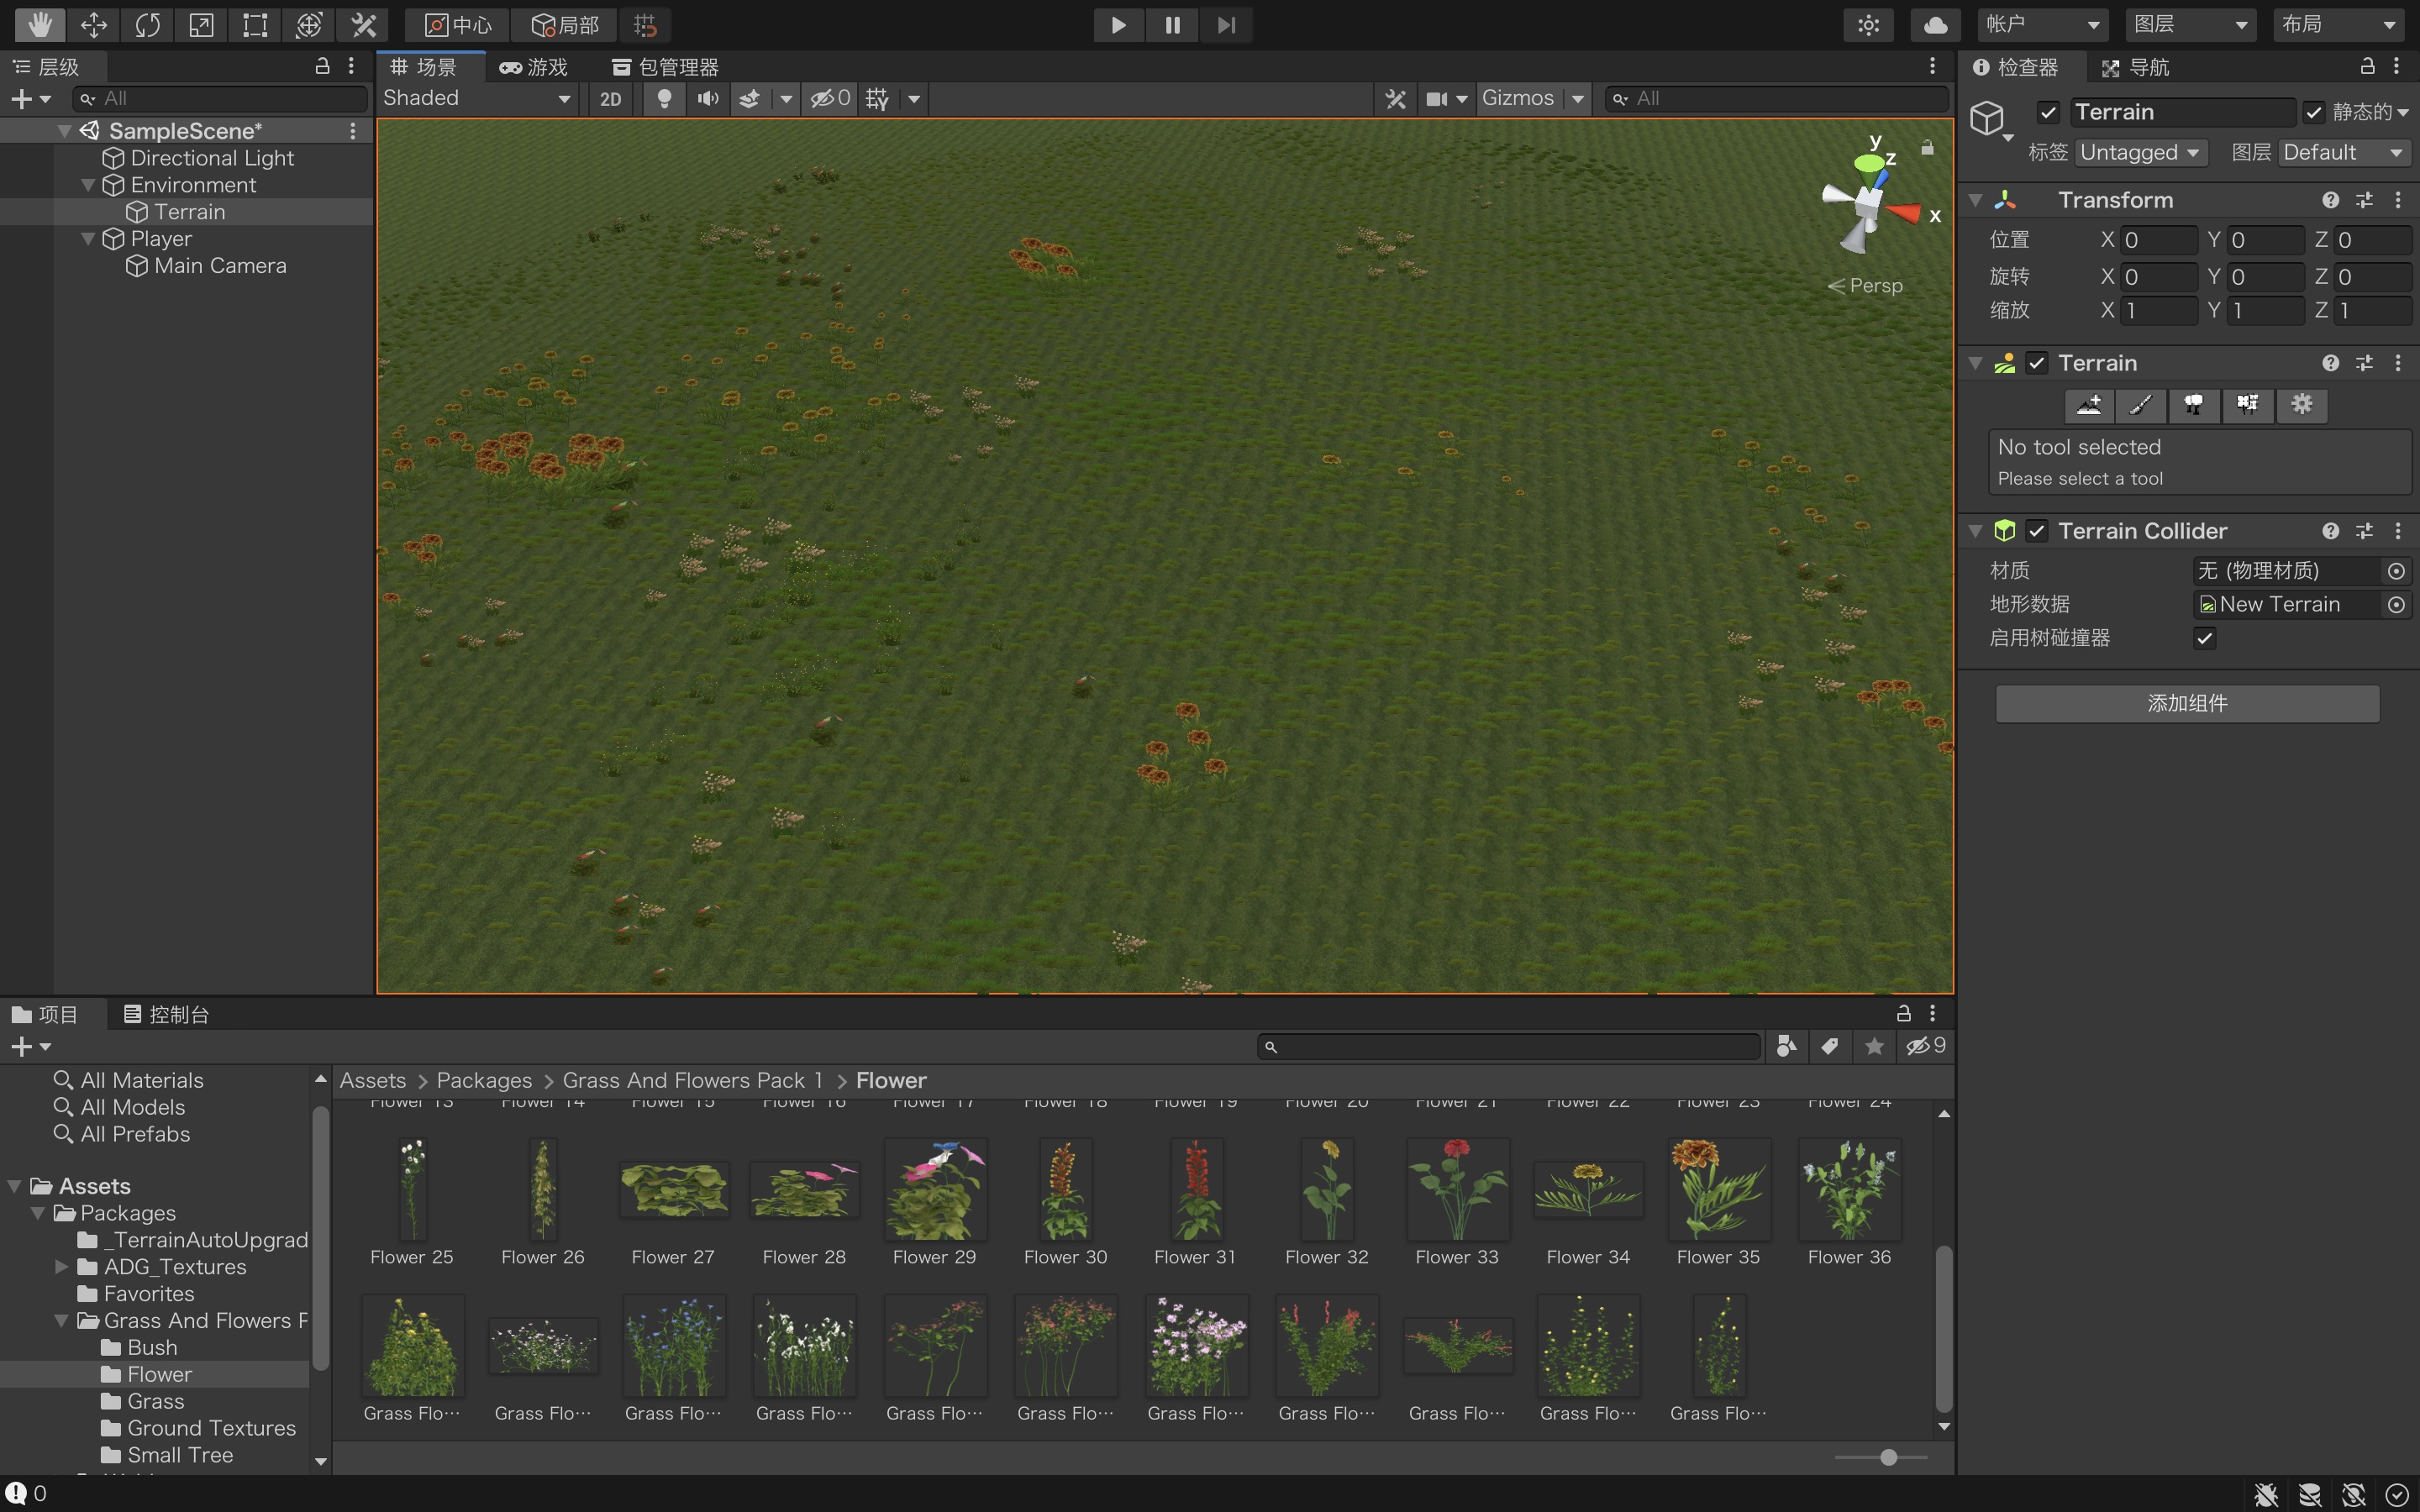 中心 局部 帐户 图层 布局
层级
All
SampleScene*
Directional Light
Environment
Terrain
Player
Main Camera
场景 游戏 包管理器
Shaded 2D 0 Gizmos All
y
z
x
Persp
检查器 导航
Terrain 静态的
标签 Untagged 图层 Default
Transform
位置 X 0 Y 0 Z 0
旋转 X 0 Y 0 Z 0
缩放 X 1 Y 1 Z 1
Terrain
No tool selected
Please select a tool
Terrain Collider
材质 无 (物理材质)
地形数据 New Terrain
启用树碰撞器
添加组件
项目 控制台
9
All Materials
All Models
All Prefabs
Assets
Packages
_TerrainAutoUpgrad
ADG_Textures
Favorites
Grass And Flowers P
Bush
Flower
Grass
Ground Textures
Small Tree
Assets > Packages > Grass And Flowers Pack 1 > Flower
Flower 13 Flower 14 Flower 15 Flower 16 Flower 17 Flower 18 Flower 19 Flower 20 Flower 21 Flower 22 Flower 23 Flower 24
Flower 25 Flower 26 Flower 27 Flower 28 Flower 29 Flower 30 Flower 31 Flower 32 Flower 33 Flower 34 Flower 35 Flower 36
Grass Flo… Grass Flo… Grass Flo… Grass Flo… Grass Flo… Grass Flo… Grass Flo… Grass Flo… Grass Flo… Grass Flo… Grass Flo…
0